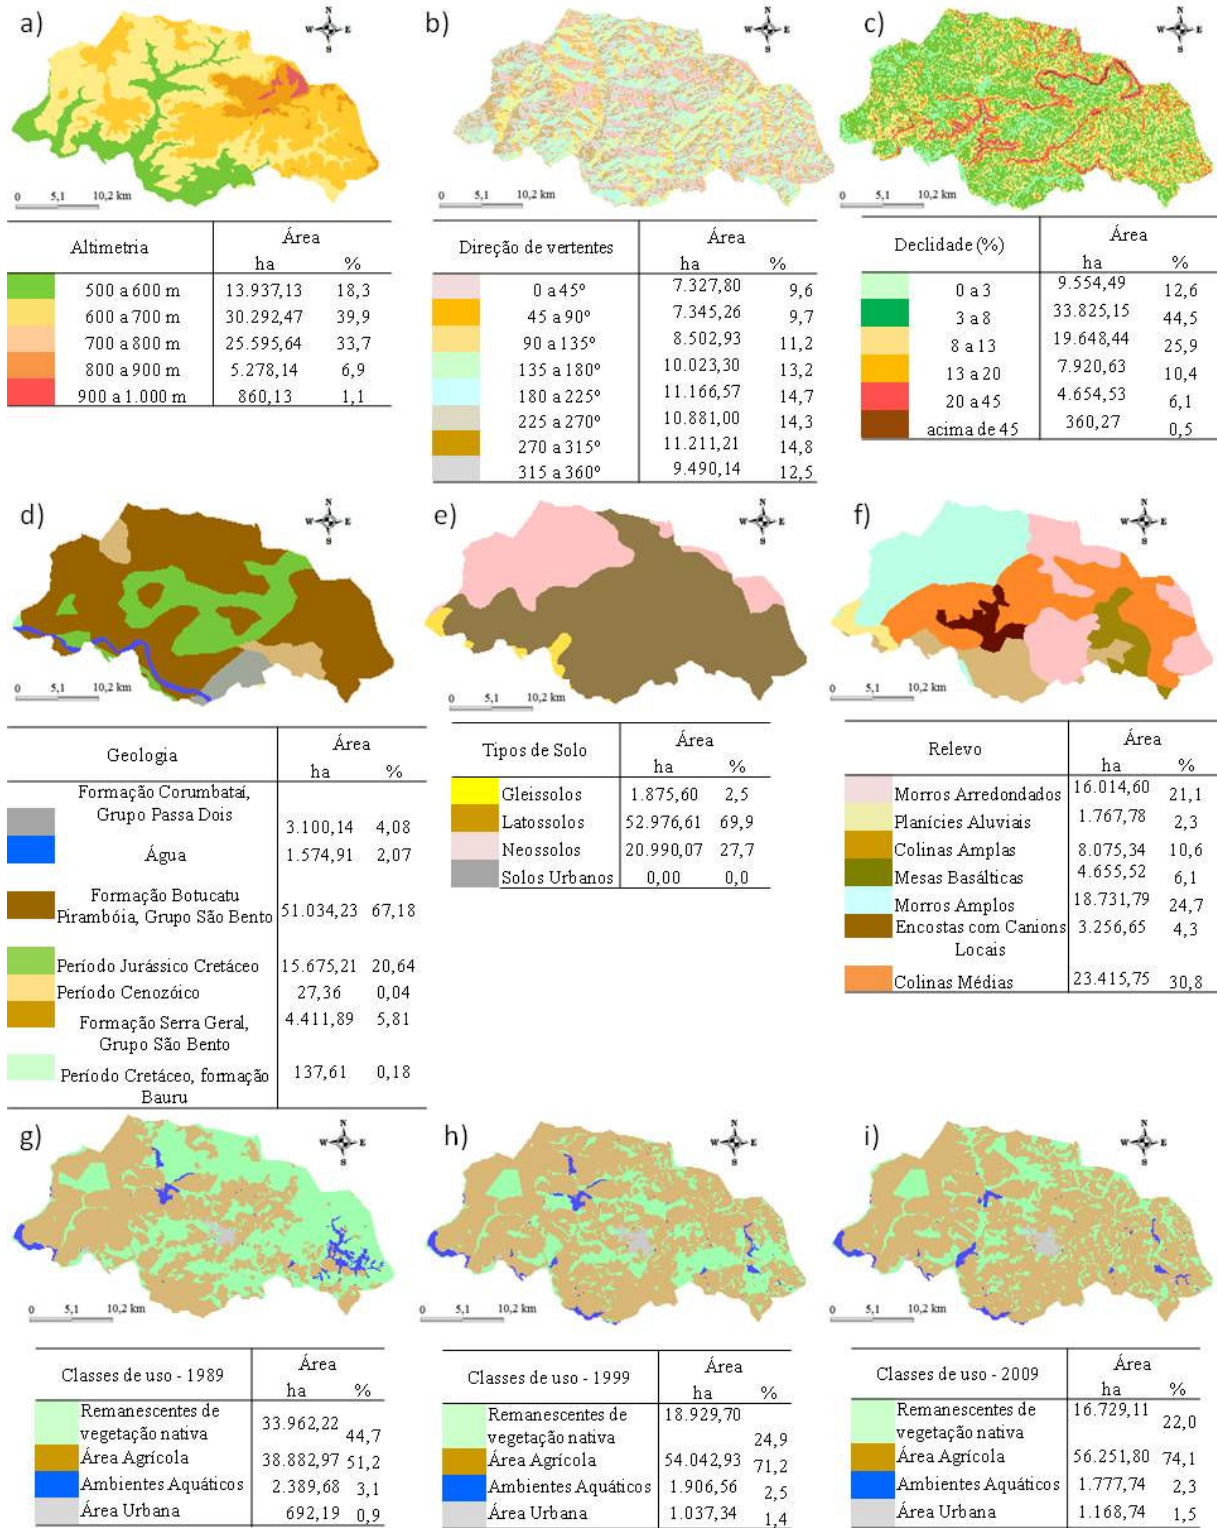 a)
N
W E
S
0 5,1 10,2 km
Altimetria Área
ha %
500 a 600 m 13.937,13 18,3
600 a 700 m 30.292,47 39,9
700 a 800 m 25.595,64 33,7
800 a 900 m 5.278,14 6,9
900 a 1.000 m 860,13 1,1
b)
N
W E
S
0 5,1 10,2 km
Direção de vertentes Área
ha %
0 a 45º 7.327,80 9,6
45 a 90º 7.345,26 9,7
90 a 135º 8.502,93 11,2
135 a 180º 10.023,30 13,2
180 a 225º 11.166,57 14,7
225 a 270º 10.881,00 14,3
270 a 315º 11.211,21 14,8
315 a 360º 9.490,14 12,5
c)
N
W E
S
0 5,1 10,2 km
Declidade (%) Área
ha %
0 a 3 9.554,49 12,6
3 a 8 33.825,15 44,5
8 a 13 19.648,44 25,9
13 a 20 7.920,63 10,4
20 a 45 4.654,53 6,1
acima de 45 360,27 0,5
d)
N
W E
S
0 5,1 10,2 km
Geologia Área
ha %
Formação Corumbataí,
Grupo Passa Dois 3.100,14 4,08
Água 1.574,91 2,07
Formação Botucatu
Pirambóia, Grupo São Bento 51.034,23 67,18
Período Jurássico Cretáceo 15.675,21 20,64
Período Cenozóico 27,36 0,04
Formação Serra Geral, 4.411,89 5,81
Grupo São Bento
Período Cretáceo, formação 137,61 0,18
Bauru
e)
N
W E
S
0 5,1 10,2 km
Tipos de Solo Área
ha %
Gleissolos 1.875,60 2,5
Latossolos 52.976,61 69,9
Neossolos 20.990,07 27,7
Solos Urbanos 0,00 0,0
f)
N
W E
S
0 5,1 10,2 km
Relevo Área
ha %
Morros Arredondados 16.014,60 21,1
Planícies Aluviais 1.767,78 2,3
Colinas Amplas 8.075,34 10,6
Mesas Basálticas 4.655,52 6,1
Morros Amplos 18.731,79 24,7
Encostas com Canions 3.256,65 4,3
Locais
Colinas Médias 23.415,75 30,8
g)
N
W E
S
0 5,1 10,2 km
Classes de uso - 1989 Área
ha %
Remanescentes de 33.962,22
vegetação nativa 44,7
Área Agrícola 38.882,97 51,2
Ambientes Aquáticos 2.389,68 3,1
Área Urbana 692,19 0,9
h)
N
W E
S
0 5,1 10,2 km
Classes de uso - 1999 Área
ha %
Remanescentes de 18.929,70
vegetação nativa 24,9
Área Agrícola 54.042,93 71,2
Ambientes Aquáticos 1.906,56 2,5
Área Urbana 1.037,34 1,4
i)
N
W E
S
0 5,1 10,2 km
Classes de uso - 2009 Área
ha %
Remanescentes de 16.729,11
vegetação nativa 22,0
Área Agrícola 56.251,80 74,1
Ambientes Aquáticos 1.777,74 2,3
Área Urbana 1.168,74 1,5